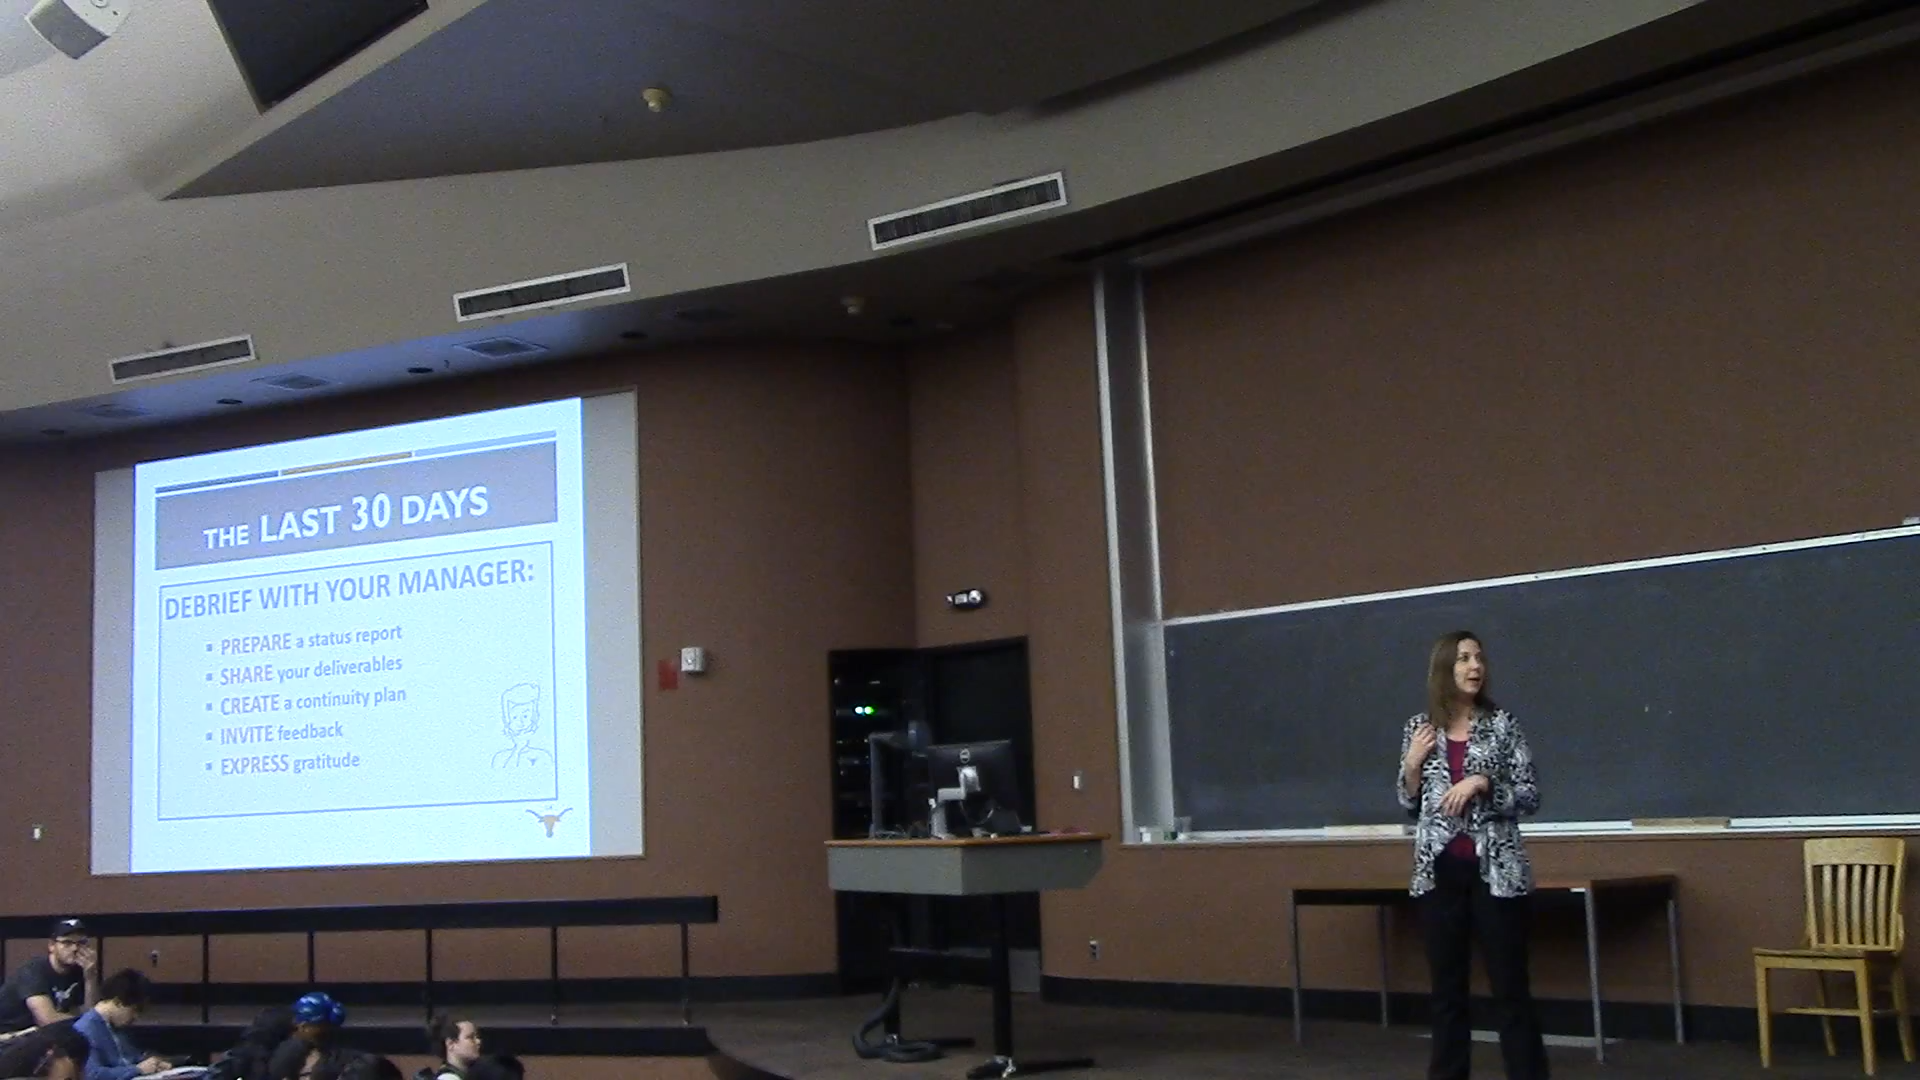 THE LAST 30 DAYS
DEBRIEF WITH YOUR MANAGER:
▪ PREPARE a status report
▪ SHARE your deliverables
▪ CREATE a continuity plan
▪ INVITE feedback
▪ EXPRESS gratitude